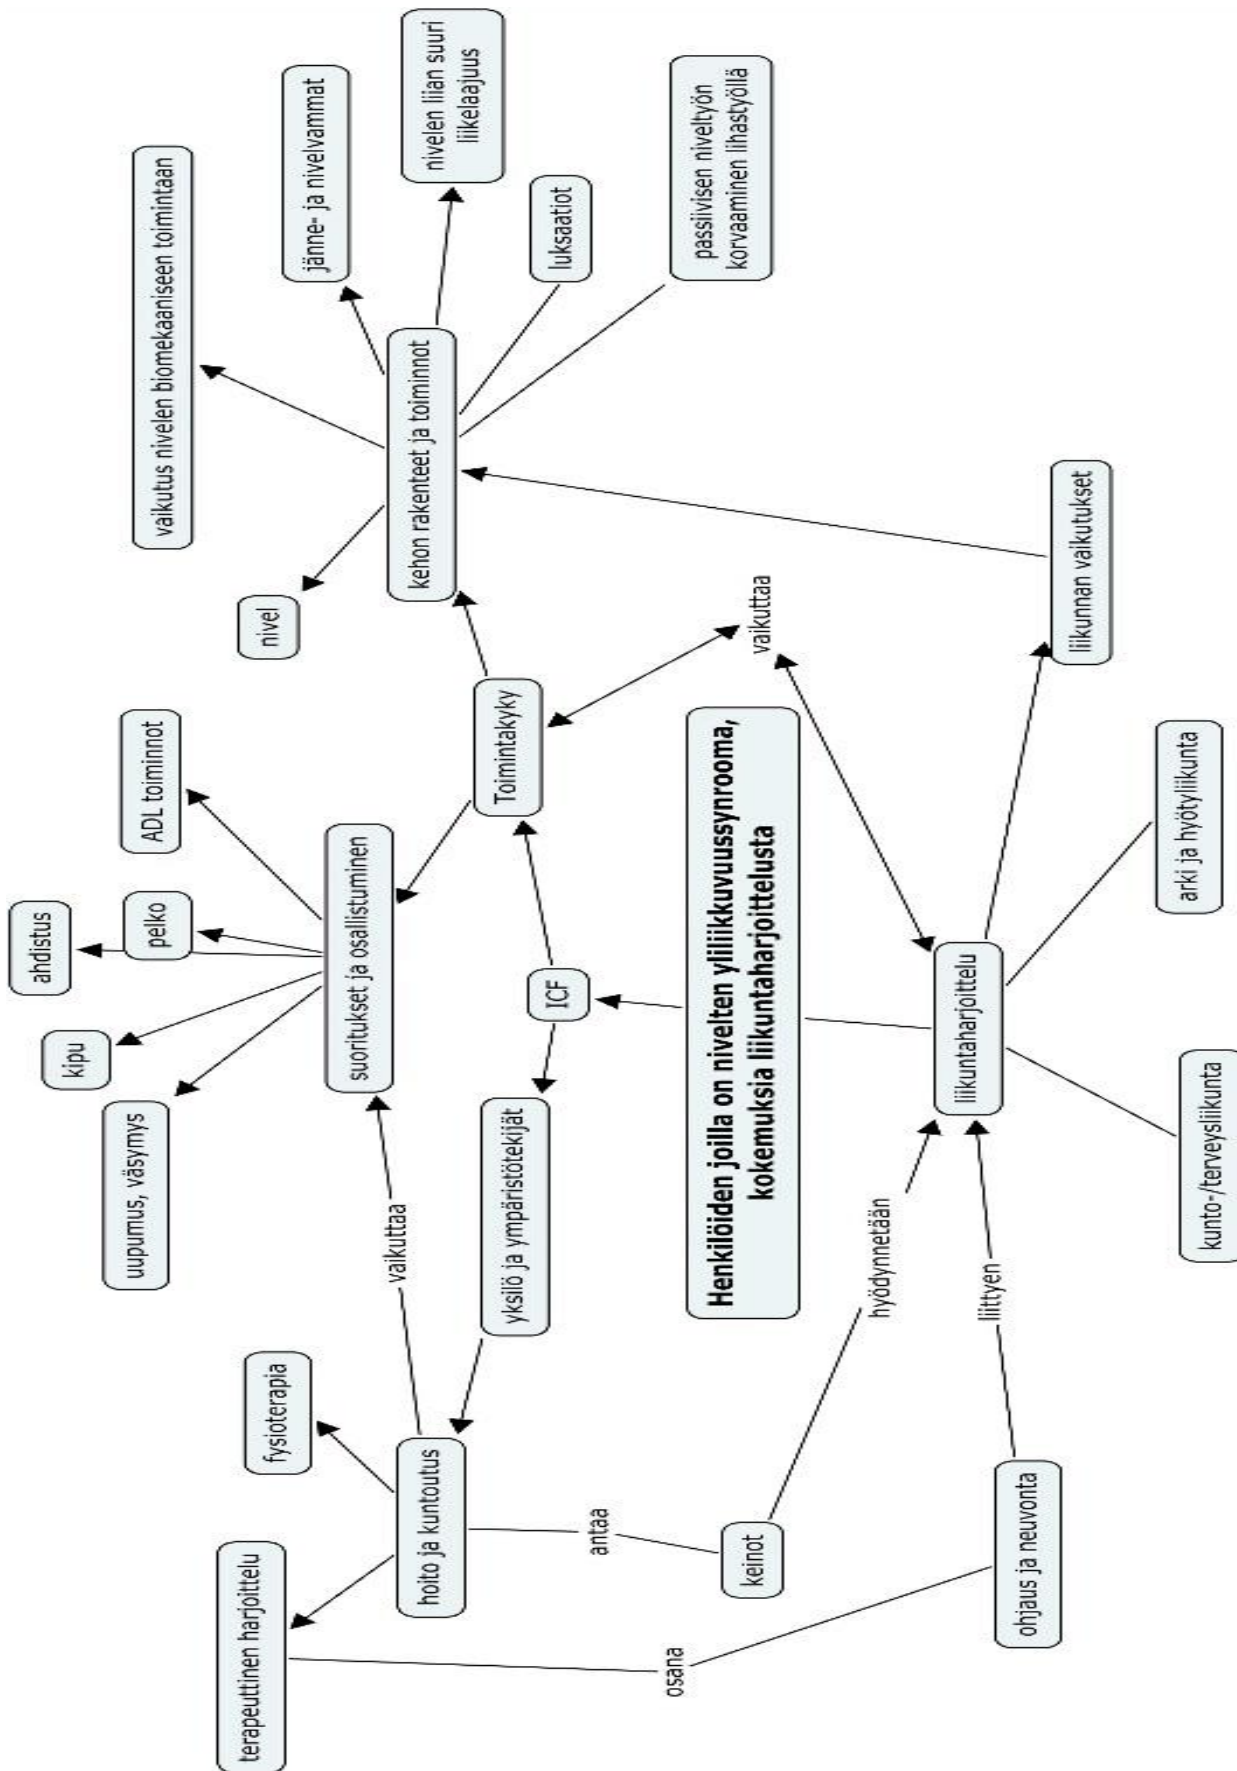 ahdistus
kipu
uupumus, väsymys
pelko
ADL toiminnot
vaikutus nivelen biomekaaniseen toimintaan
terapeuttinen harjoittelu
fysioterapia
nivel
jänne- ja nivelvammat
suoritukset ja osallistuminen
vaikuttaa
hoito ja kuntoutus
kehon rakenteet ja toiminnot
nivelen liian suuri
liikelaajuus
yksilö ja ympäristötekijät
Toimintakyky
ICF
luksaatiot
antaa
osana
passiivisen niveltyön
korvaaminen lihastyöllä
Henkilöiden joilla on nivelten yliliikkuvuussynrooma,
kokemuksia liikuntaharjoittelusta
keinot
vaikuttaa
hyödynnetään
liikuntaharjoittelu
liittyen
ohjaus ja neuvonta
liikunnan vaikutukset
arki ja hyötyliikunta
kunto-/terveysliikunta